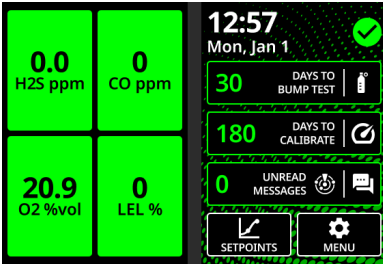 0.0
H2S ppm
0
CO ppm
20.9
O2 %vol
0
LEL %
12:57
Mon, Jan 1
30
DAYS TO
BUMP TEST
180
DAYS TO
CALIBRATE
0
UNREAD
MESSAGES
SETPOINTS
MENU